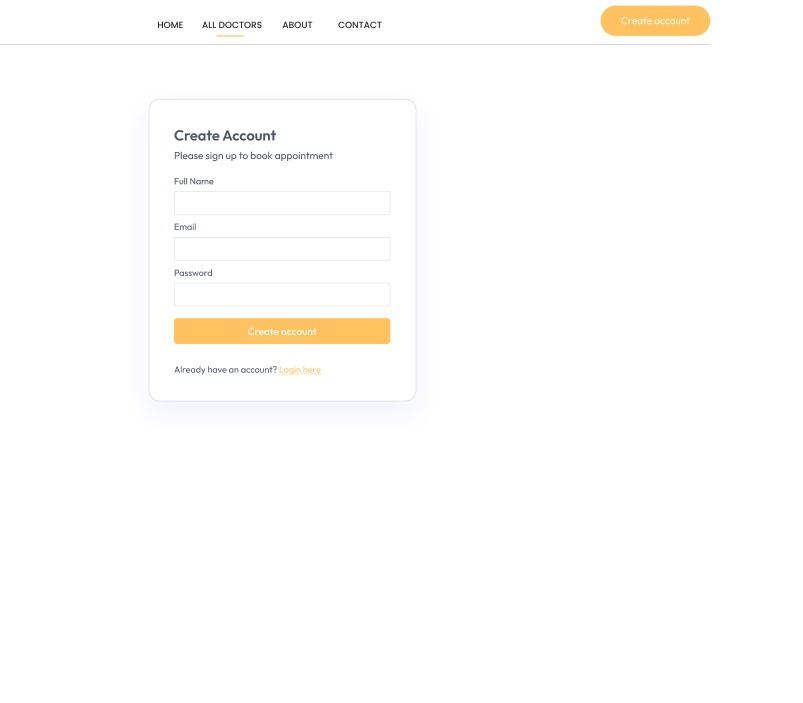 HOME ALL DOCTORS ABOUT CONTACT Create account
Create Account
Please sign up to book appointment
Full Name
Email
Password
Create account
Already have an account? Login here